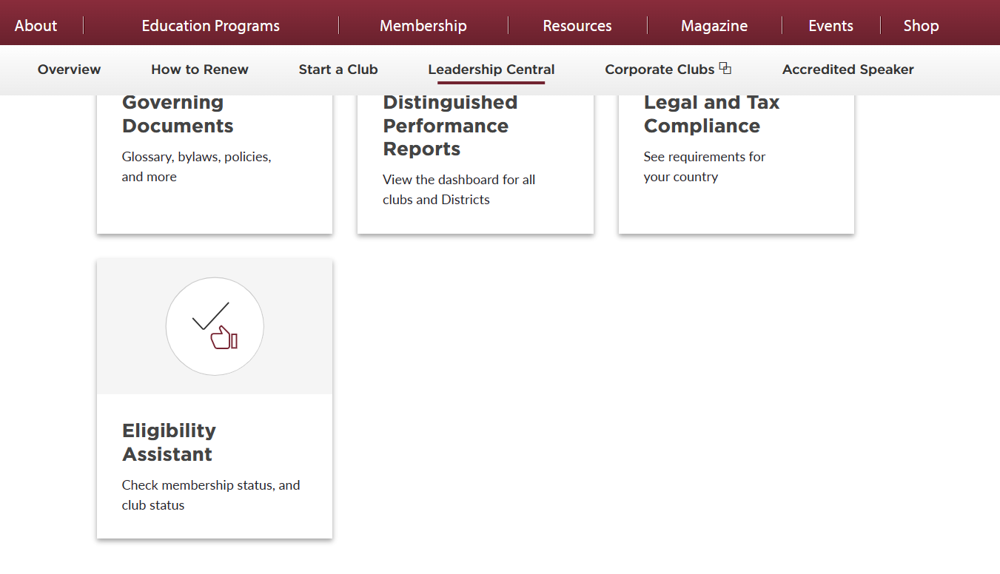 About
Education Programs
Membership
Resources
Magazine
Events
Shop
Overview
How to Renew
Start a Club
Leadership Central
Corporate Clubs
Accredited Speaker
Governing
Documents
Glossary, bylaws, policies,
and more
Distinguished
Performance
Reports
View the dashboard for all
clubs and Districts
Legal and Tax
Compliance
See requirements for
your country
Eligibility
Assistant
Check membership status, and
club status